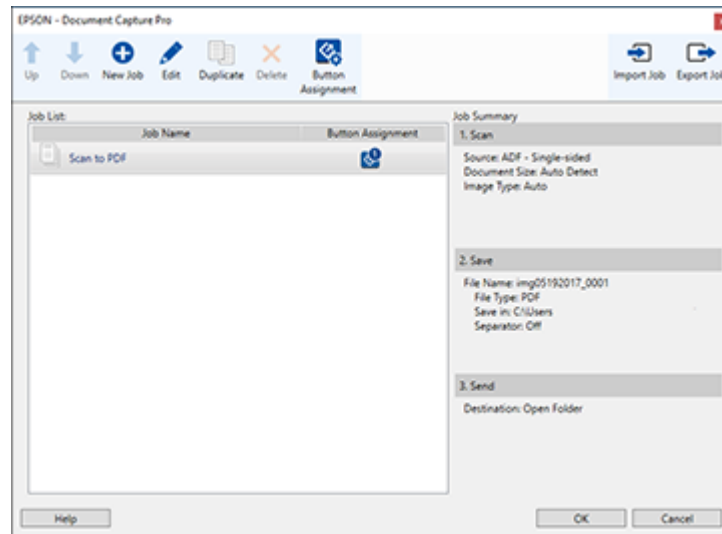 EPSON - Document Capture Pro
Up Down New Job Edit Duplicate Delete Button Assignment Import Job Export Jo
Job List:
Job Name Button Assignment
Scan to PDF 1
Job Summary
1. Scan
Source: ADF - Single-sided
Document Size: Auto Detect
Image Type: Auto
2. Save
File Name: img05192017_0001
File Type: PDF
Save in: C:\Users
Separator: Off
3. Send
Destination: Open Folder
Help OK Cancel